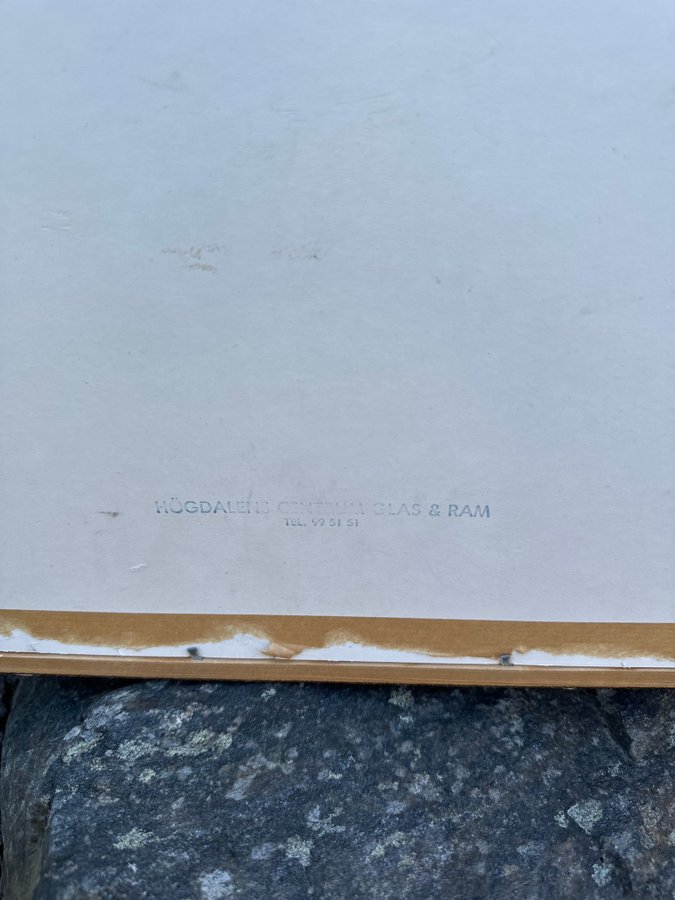 HÖGDALENS CENTRUM GLAS & RAM
TEL. 99 51 51